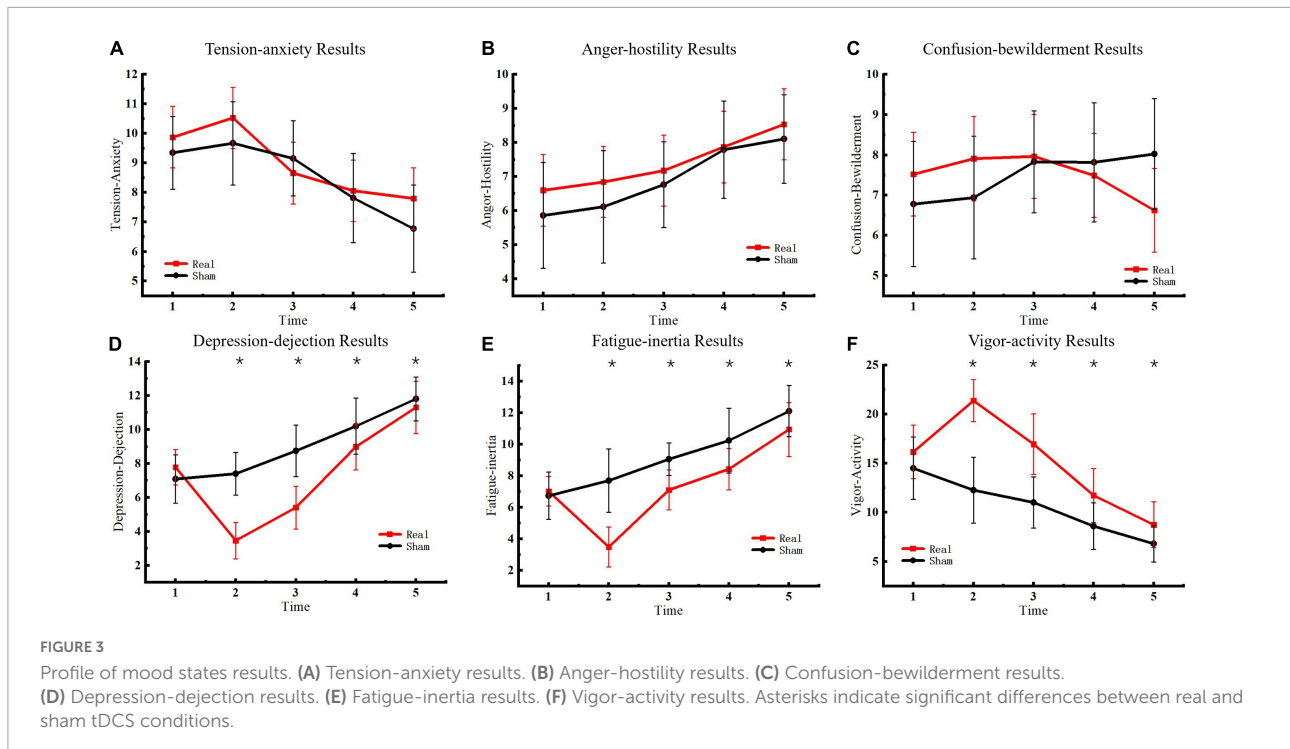 A
Tension-anxiety Results
12
11
10
9
8
7
6
5
Tension-Anxiety
Real
Sham
1 2 3 4 5
Time
B
Anger-hostility Results
10
9
8
7
6
5
4
Angor-Hostility
Real
Sham
1 2 3 4 5
Time
C
Confusion-bewilderment Results
10
9
8
7
6
5
Confusion-Bewilderment
Real
Sham
1 2 3 4 5
Time
D
Depression-dejection Results
* * * *
14
12
10
8
6
4
2
Depression-Dejection
Real
Sham
1 2 3 4 5
Time
E
Fatigue-inertia Results
* * * *
14
12
10
8
6
4
2
Fatigue-inertia
Real
Sham
1 2 3 4 5
Time
F
Vigor-activity Results
* * * *
25
20
15
10
5
Vigor-Activity
Real
Sham
1 2 3 4 5
Time
FIGURE 3
Profile of mood states results. (A) Tension-anxiety results. (B) Anger-hostility results. (C) Confusion-bewilderment results.
(D) Depression-dejection results. (E) Fatigue-inertia results. (F) Vigor-activity results. Asterisks indicate significant differences between real and
sham tDCS conditions.